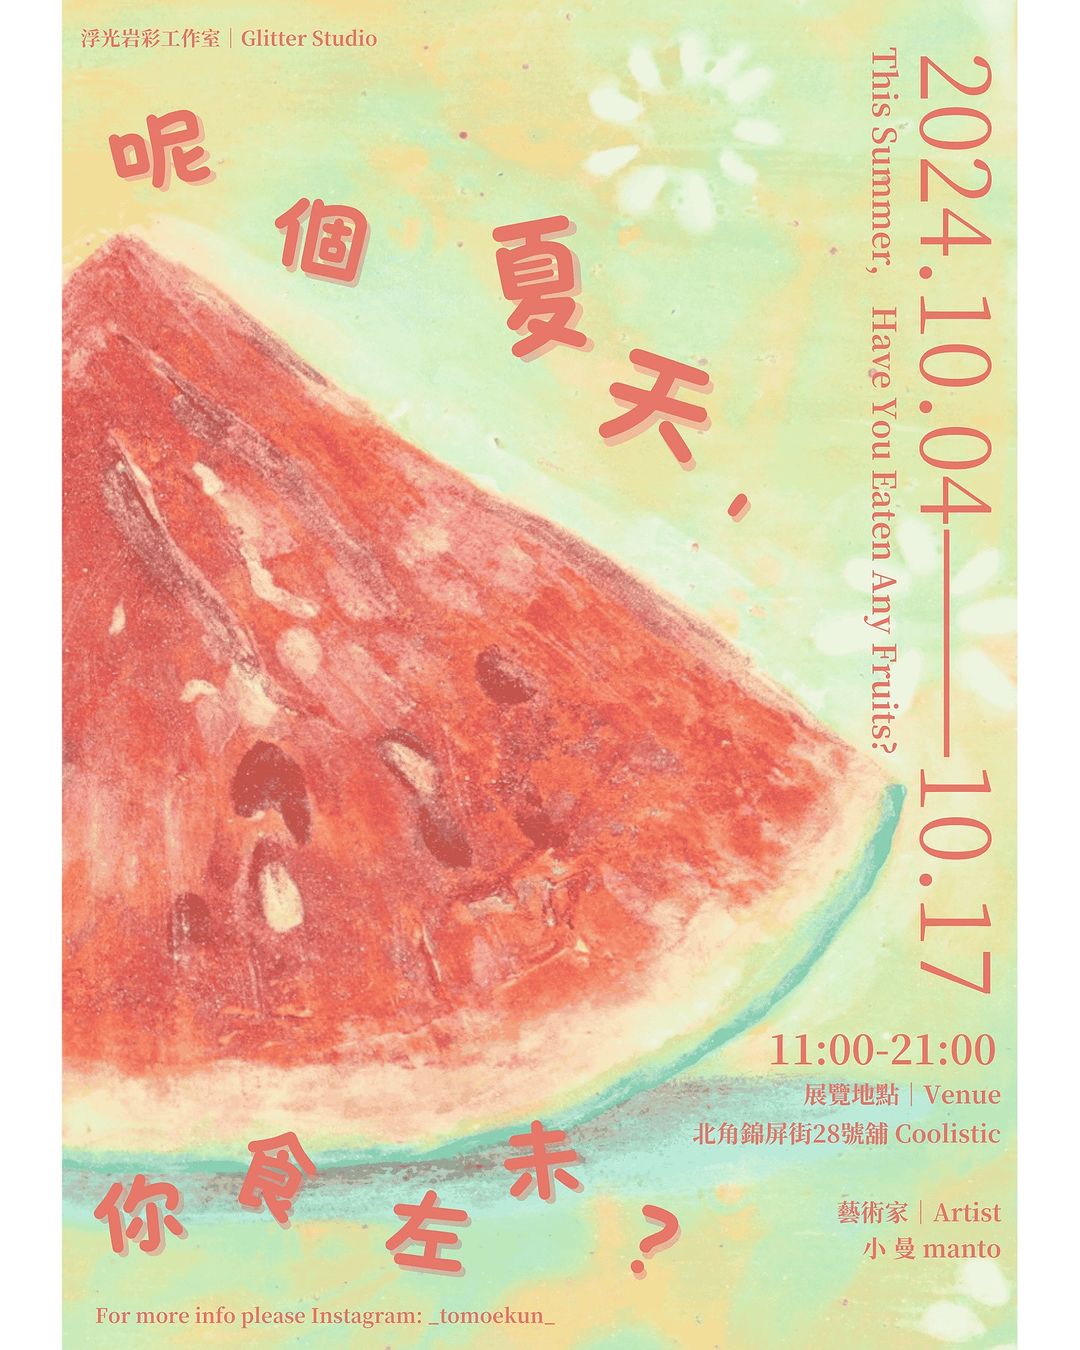 浮光岩彩工作室｜Glitter Studio
呢個夏天，
你食左未？
2024.10.04—10.17
This Summer, Have You Eaten Any Fruits?
11:00-21:00
展覽地點｜Venue
北角錦屏街28號舖 Coolistic
藝術家｜Artist
小 曼 manto
For more info please Instagram: _tomoekun_